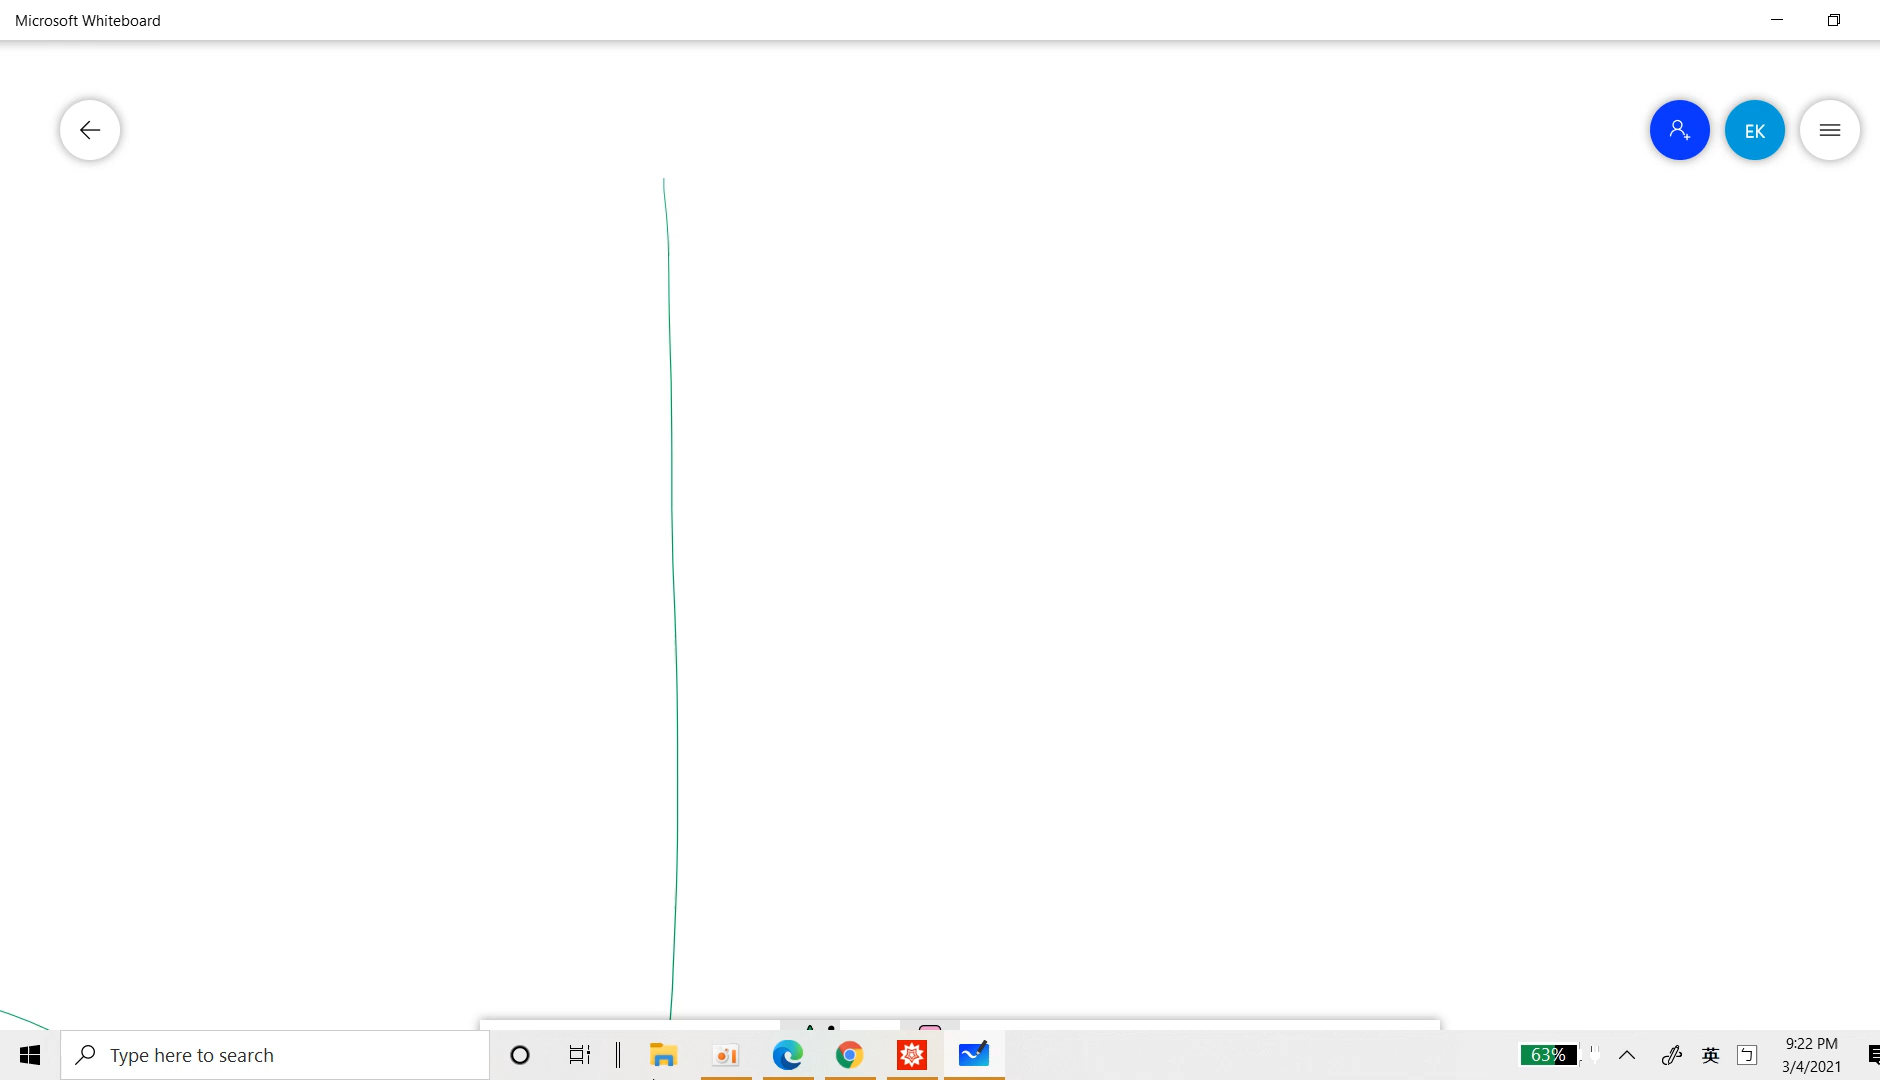 Microsoft Whiteboard
EK
Type here to search
63%
英
ㄅ
9:22 PM
3/4/2021